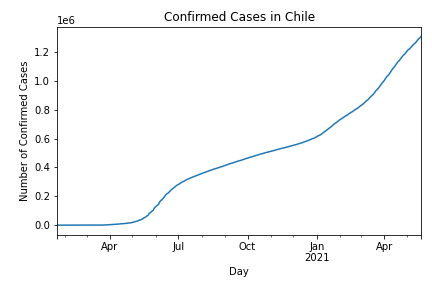 Confirmed Cases in Chile
1e6
Number of Confirmed Cases
1.2
1.0
0.8
0.6
0.4
0.2
0.0
Apr Jul Oct Jan Apr
2021
Day